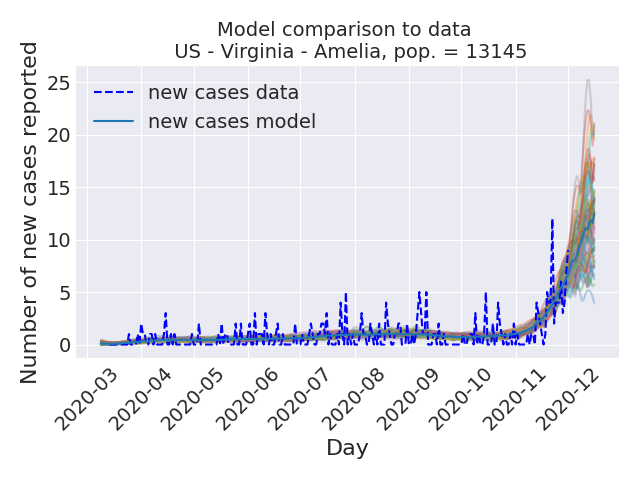 Model comparison to data
US - Virginia - Amelia, pop. = 13145
Number of new cases reported
25
20
15
10
5
0
new cases data
new cases model
2020-03
2020-04
2020-05
2020-06
2020-07
2020-08
2020-09
2020-10
2020-11
2020-12
Day